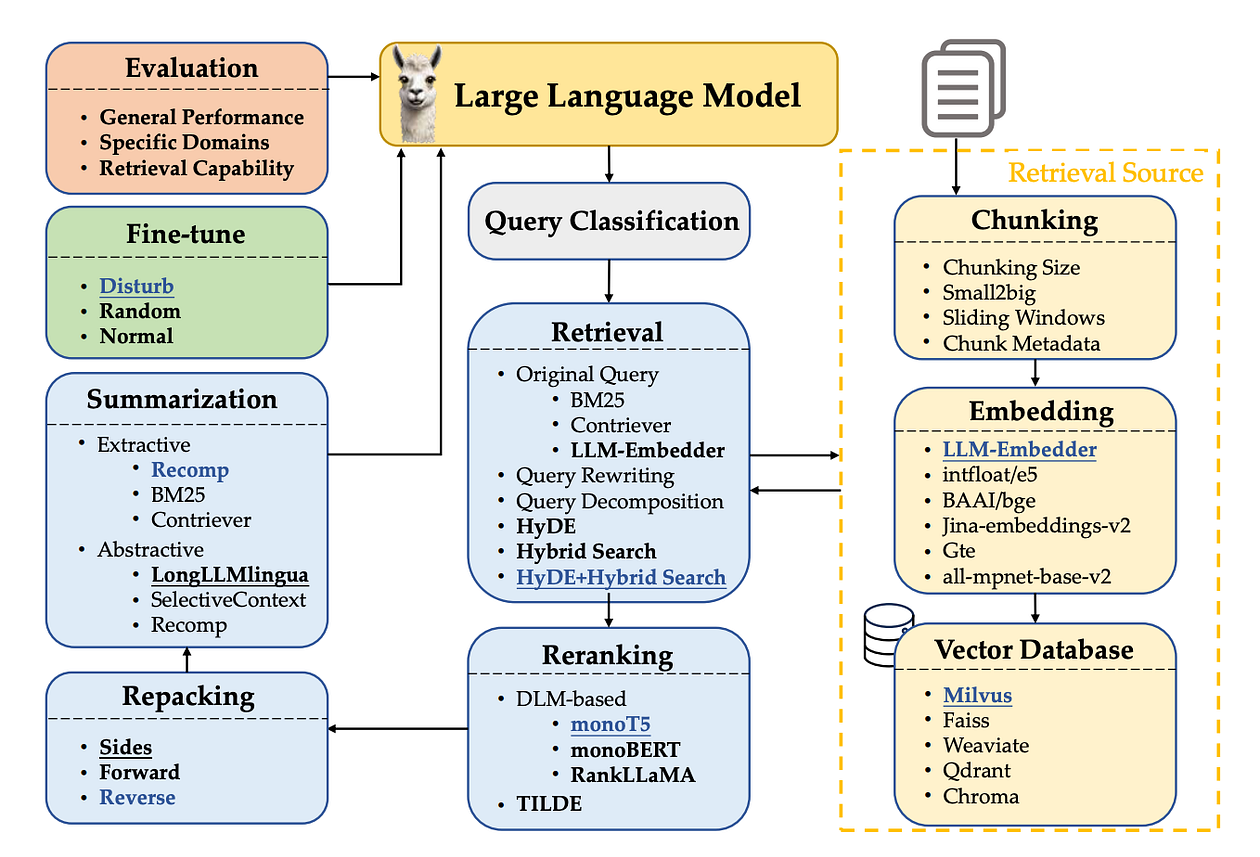 Evaluation
General Performance
Specific Domains
Retrieval Capability
Fine-tune
Disturb
Random
Normal
Summarization
Extractive
Recomp
BM25
Contriever
Abstractive
LongLLMlingua
SelectiveContext
Recomp
Repacking
Sides
Forward
Reverse
Large Language Model
Query Classification
Retrieval
Original Query
BM25
Contriever
LLM-Embedder
Query Rewriting
Query Decomposition
HyDE
Hybrid Search
HyDE+Hybrid Search
Reranking
DLM-based
monoT5
monoBERT
RankLLaMA
TILDE
Retrieval Source
Chunking
Chunking Size
Small2big
Sliding Windows
Chunk Metadata
Embedding
LLM-Embedder
intfloat/e5
BAAI/bge
Jina-embeddings-v2
Gte
all-mpnet-base-v2
Vector Database
Milvus
Faiss
Weaviate
Qdrant
Chroma